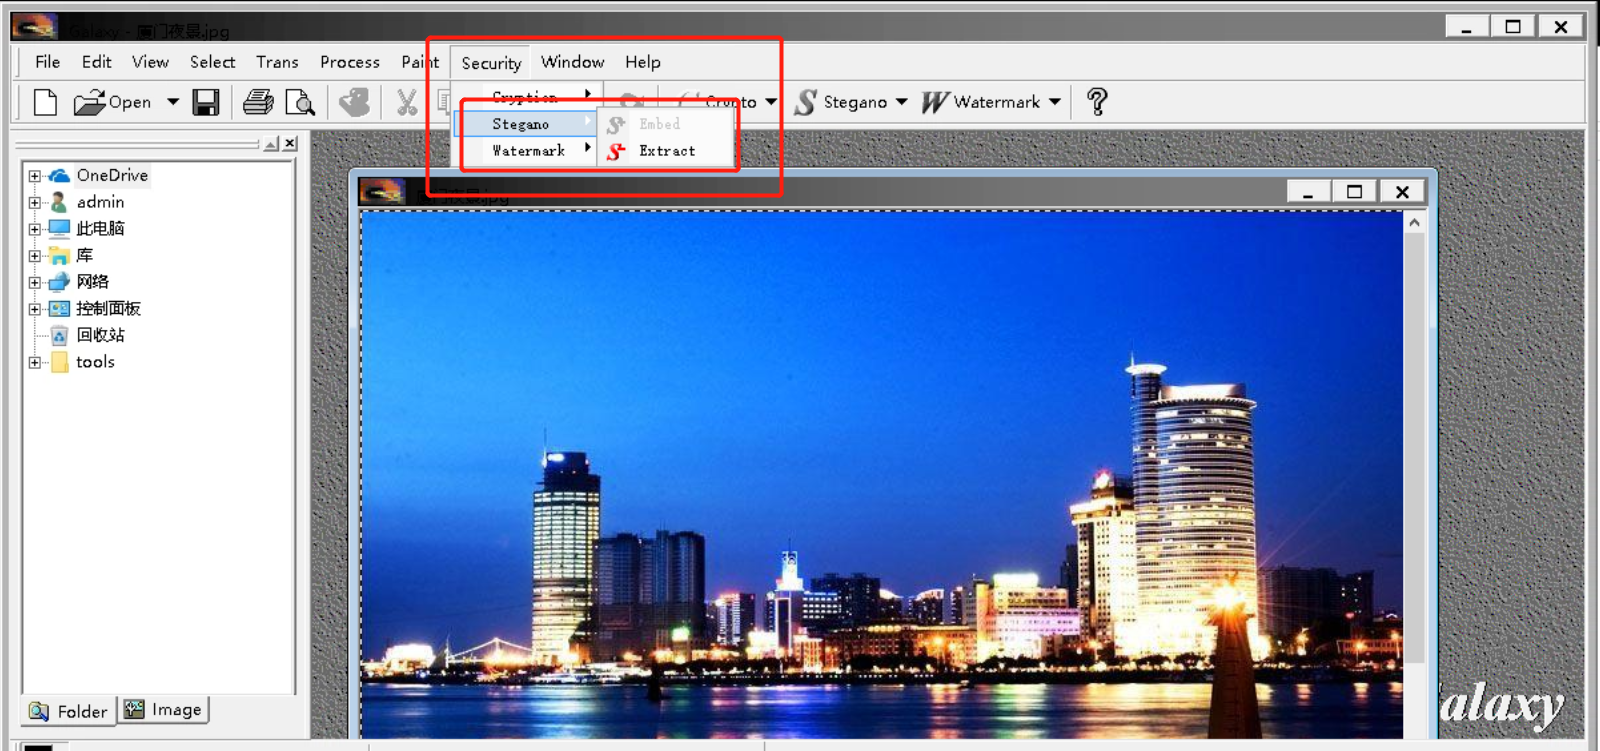 Galaxy - 厦门夜景.jpg
File Edit View Select Trans Process Paint Security Window Help
Open Stegano Watermark
Cryption
Stegano Embed
Watermark Extract
厦门夜景.jpg
OneDrive
admin
此电脑
库
网络
控制面板
回收站
tools
Folder Image
Galaxy